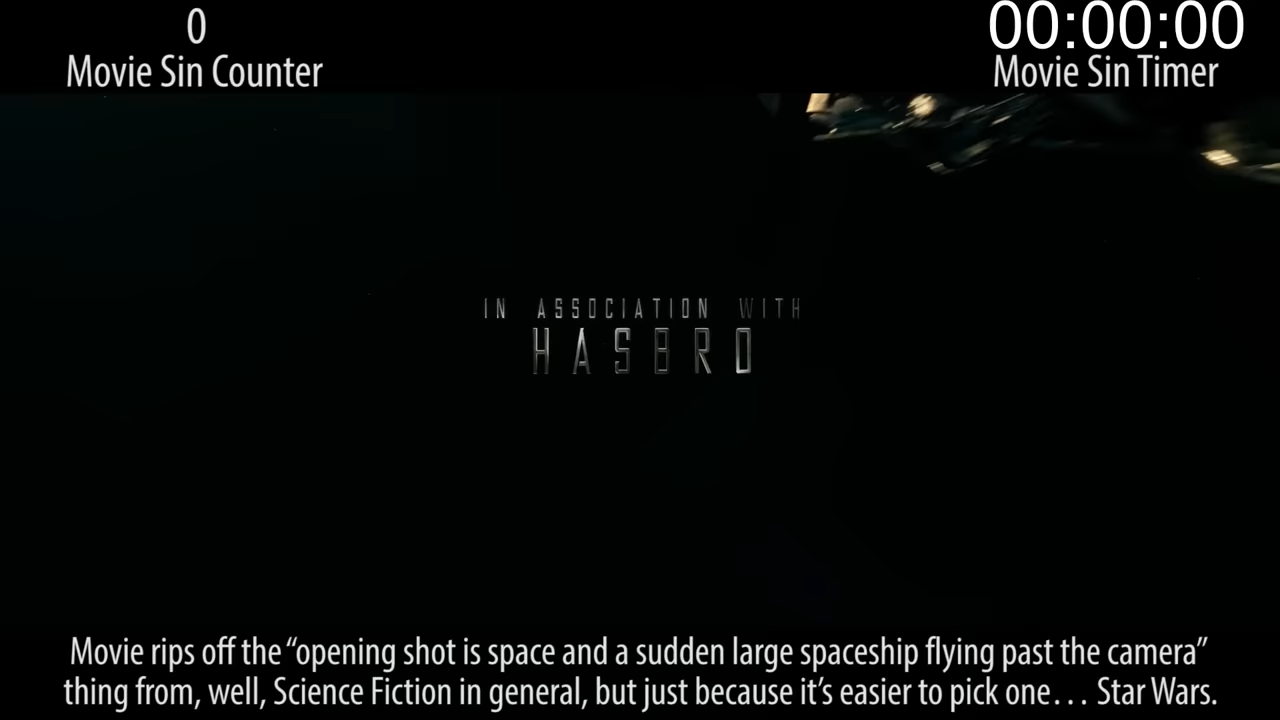 0
Movie Sin Counter
00:00:00
Movie Sin Timer
IN ASSOCIATION WITH
HASBRO
Movie rips off the “opening shot is space and a sudden large spaceship flying past the camera”
thing from, well, Science Fiction in general, but just because it’s easier to pick one… Star Wars.